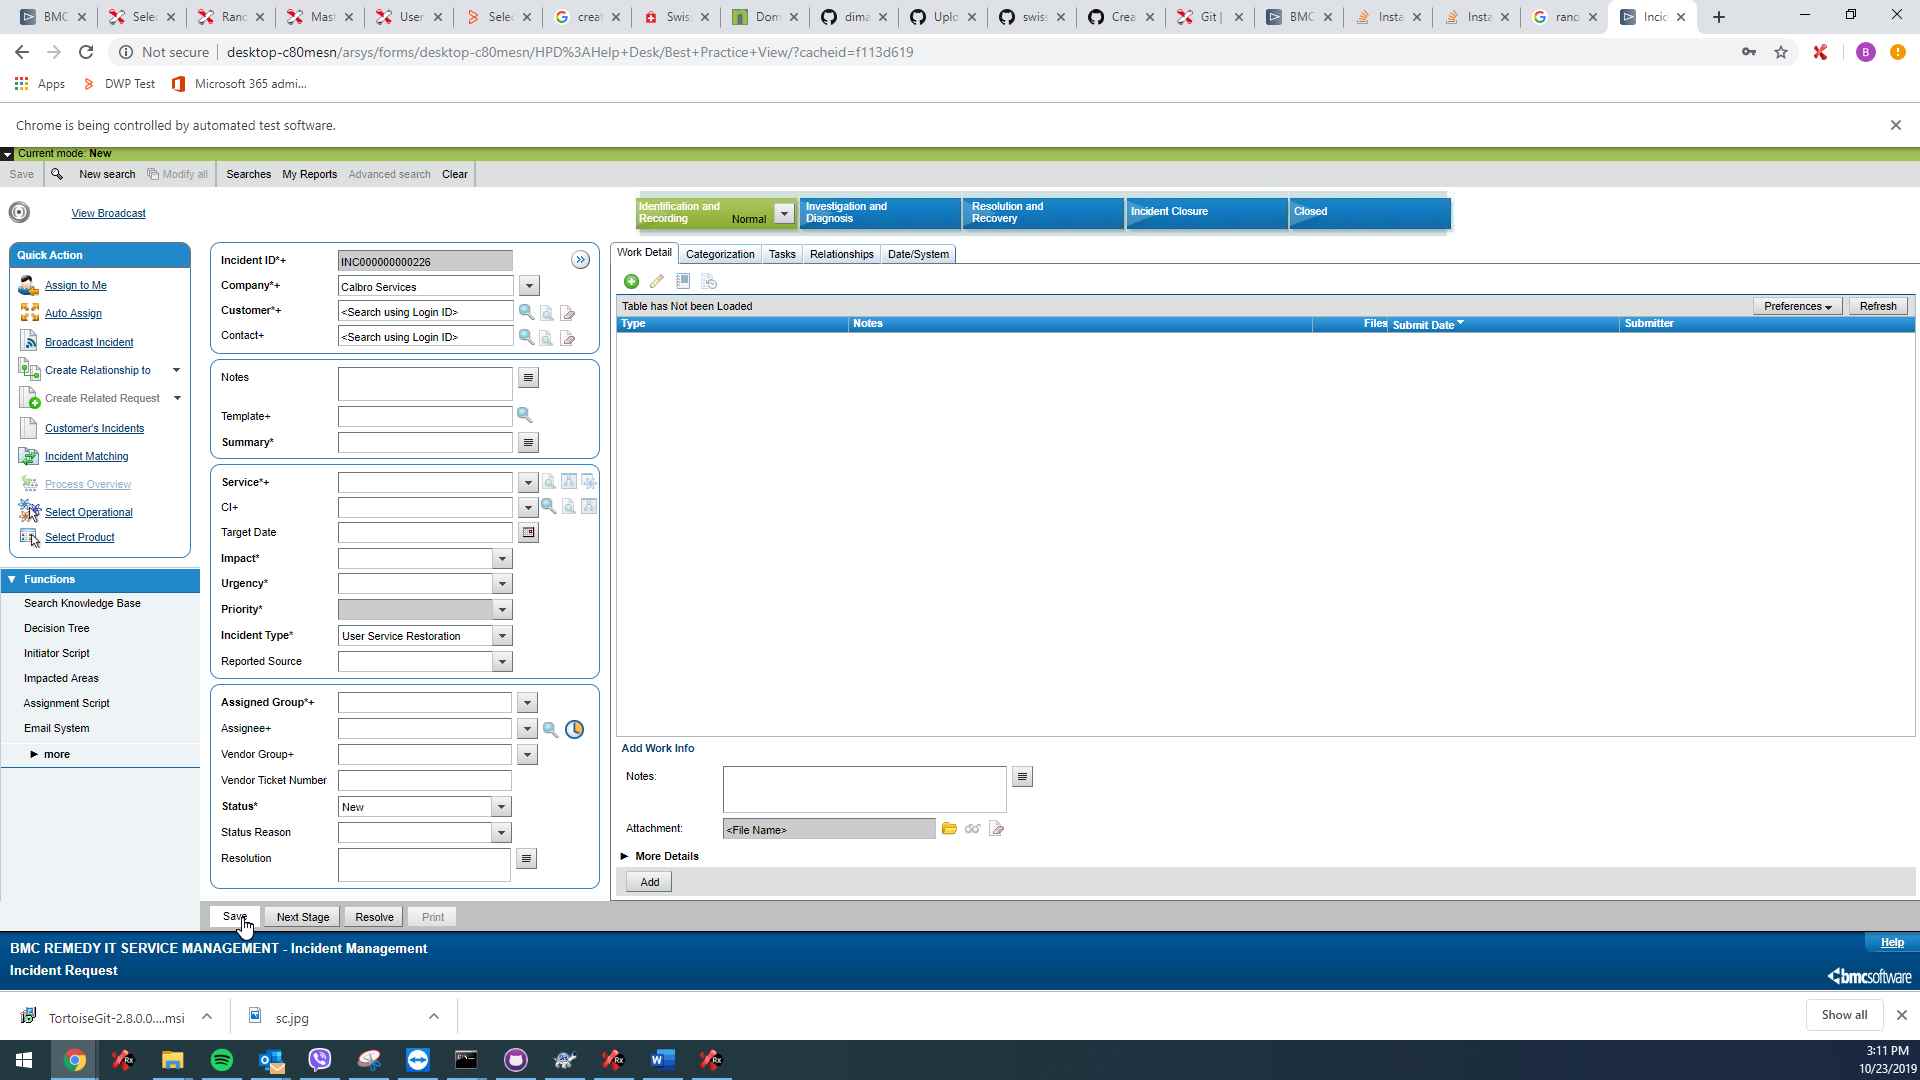 BMC
Selec
Rand
Mast
User
Selec
creat
Swis
Dom
dima
Uplo
swiss
Crea
Git |
BMC
Insta
Insta
rano
Incid
Not secure
desktop-c80mesn/arsys/forms/desktop-c80mesn/HPD%3AHelp+Desk/Best+Practice+View/?cacheid=f113d619
B
Apps
DWP Test
Microsoft 365 admi...
Chrome is being controlled by automated test software.
Current mode: New
Save
New search
Modify all
Searches
My Reports
Advanced search
Clear
View Broadcast
Identification and Recording
Normal
Investigation and Diagnosis
Resolution and Recovery
Incident Closure
Closed
Quick Action
Assign to Me
Auto Assign
Broadcast Incident
Create Relationship to
Create Related Request
Customer's Incidents
Incident Matching
Process Overview
Select Operational
Select Product
Functions
Search Knowledge Base
Decision Tree
Initiator Script
Impacted Areas
Assignment Script
Email System
more
Incident ID*+ INC000000000226
Company*+ Calbro Services
Customer*+ <Search using Login ID>
Contact+ <Search using Login ID>
Notes
Template+
Summary*
Service*+
CI+
Target Date
Impact*
Urgency*
Priority*
Incident Type* User Service Restoration
Reported Source
Assigned Group*+
Assignee+
Vendor Group+
Vendor Ticket Number
Status* New
Status Reason
Resolution
Work Detail
Categorization
Tasks
Relationships
Date/System
Table has Not been Loaded
Preferences
Refresh
Type
Notes
Files
Submit Date
Submitter
Add Work Info
Notes:
Attachment: <File Name>
More Details
Add
Save
Next Stage
Resolve
Print
BMC REMEDY IT SERVICE MANAGEMENT - Incident Management
Help
Incident Request
bmcsoftware
TortoiseGit-2.8.0.0....msi
sc.jpg
Show all
3:11 PM
10/23/2019